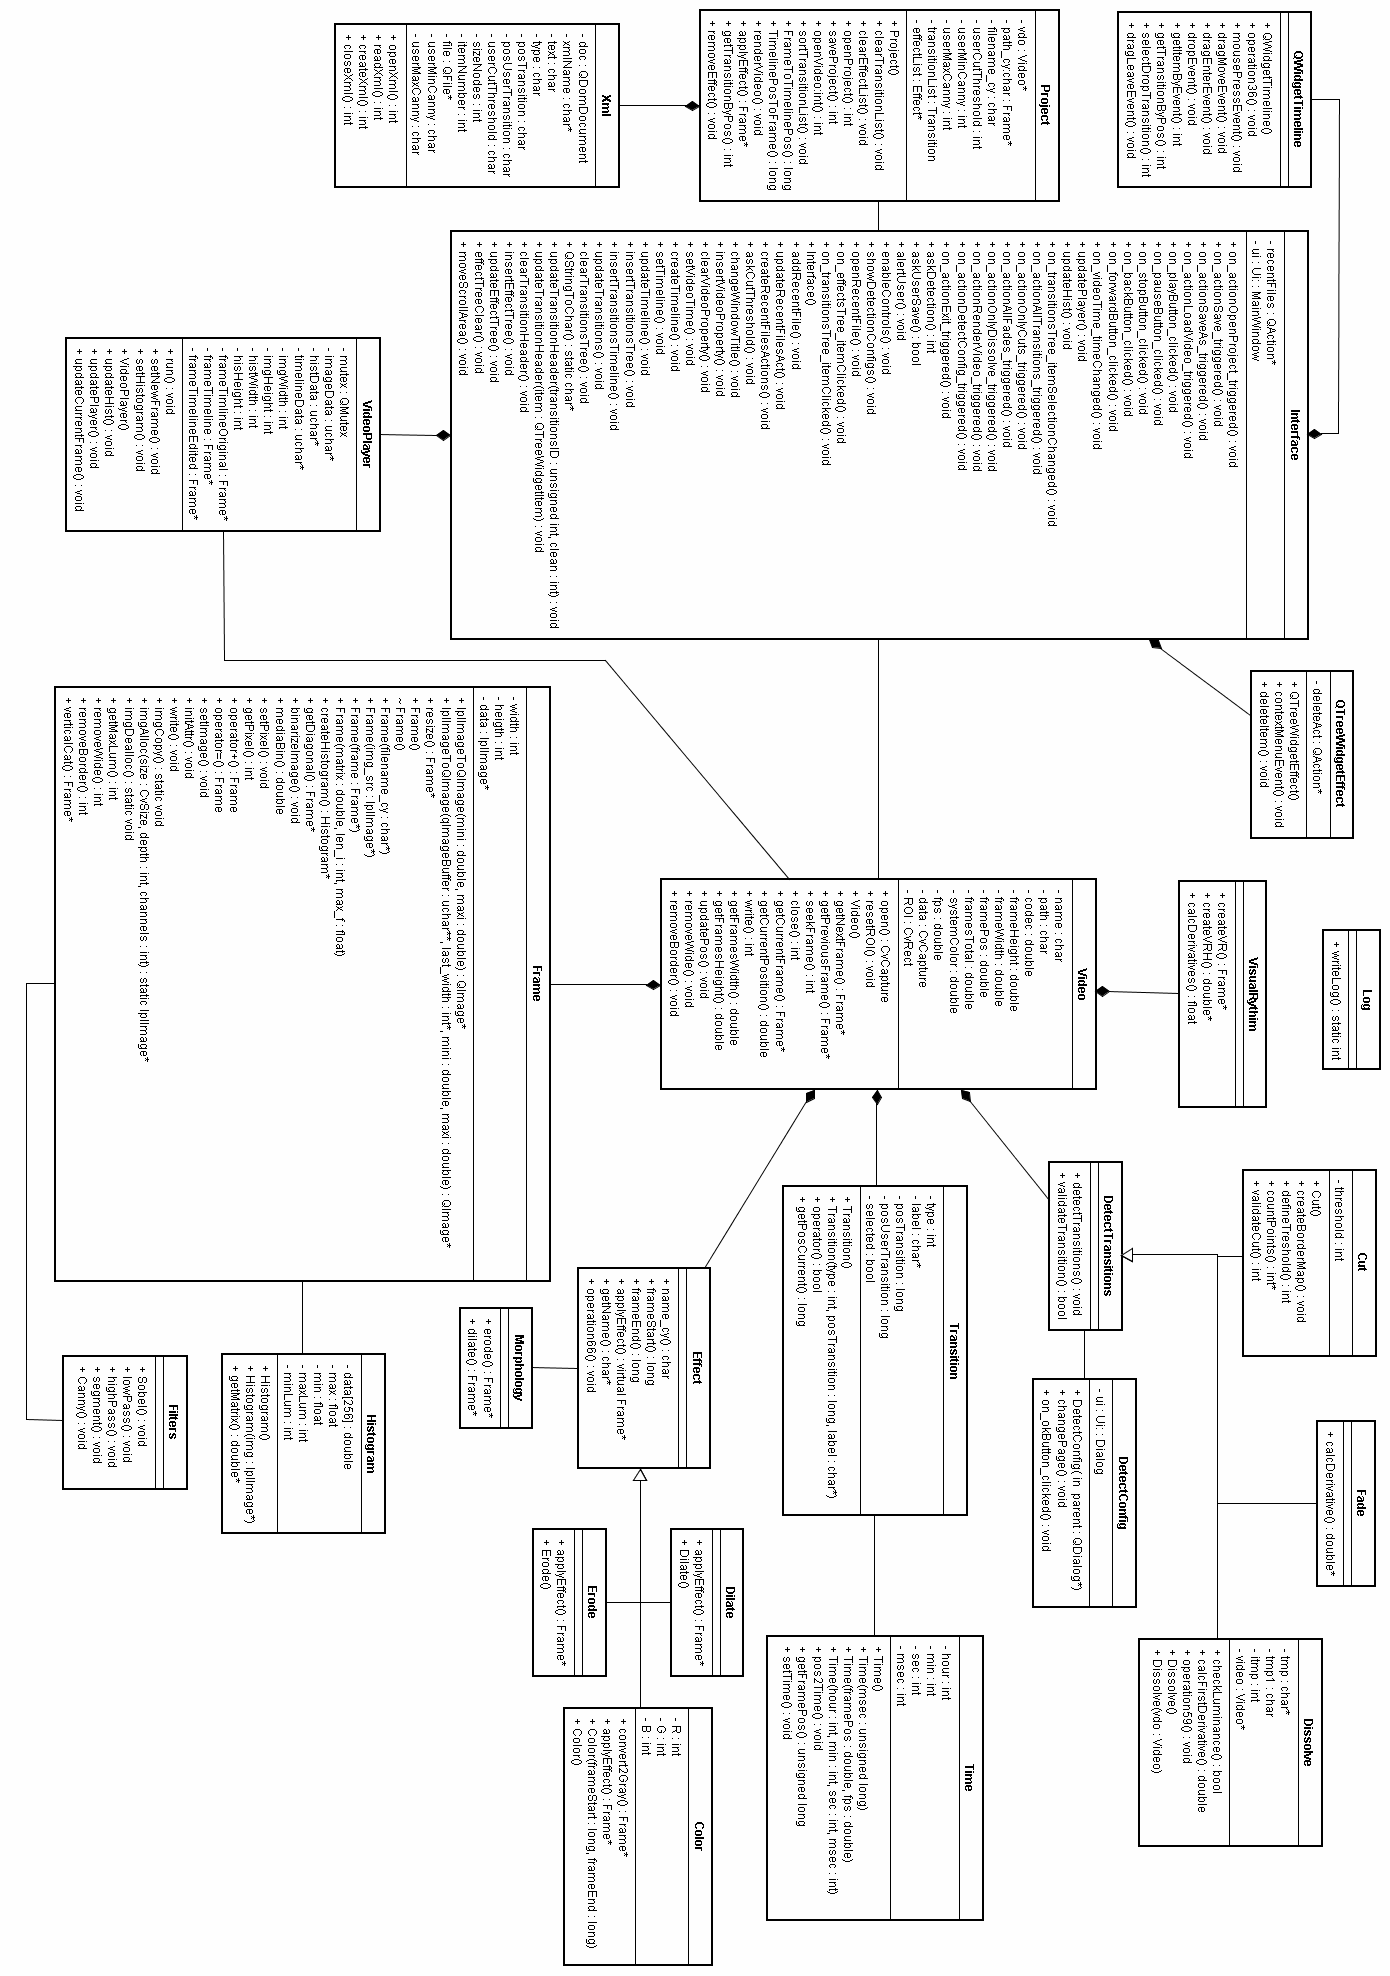 QWidgetTimeline
+ QWidgetTimeline()
+ operation36() : void
+ mousePressEvent() : void
+ dragMoveEvent() : void
+ dragEnterEvent() : void
+ dropEvent() : void
+ getItemByEvent() : int
+ getTransitionByPos() : int
+ selectDropTransition() : int
+ dragLeaveEvent() : void
Project
- vdo : Video*
- path_cy:char : Frame*
- filename_cy : char
- userCutThreshold : int
- userMinCanny : int
- userMaxCanny : int
- transitionList : Transition
- effectList : Effect*
+ Project()
+ clearTransitionList() : void
+ clearEffectList() : void
+ openProject() : int
+ saveProject() : int
+ openVideo:int() : int
+ sortTransitionList() : void
+ FrameToTimelinePos() : long
+ TimelinePosToFrame() : long
+ renderVideo() : void
+ applyEffect() : Frame*
+ getTransitionByPos() : int
+ removeEffect() : void
Xml
- doc : QDomDocument
- xmlName : char*
- text : char
- type : char
- posTransition : char
- posUserTransition : char
- userCutThreshold : char
- sizeNodes : int
- itemNumber : int
- file : QFile*
- userMinCanny : char
- userMaxCanny : char
+ openXml() : int
+ readXml() : int
+ createXml() : int
+ closeXml() : int
Interface
- recentFiles : QAction*
- ui : Ui : : MainWindow
+ on_actionOpenProject_triggered() : void
+ on_actionSave_triggered() : void
+ on_actionSaveAs_triggered() : void
+ on_actionLoadVideo_triggered() : void
+ on_playButton_clicked() : void
+ on_pauseButton_clicked() : void
+ on_stopButton_clicked() : void
+ on_backButton_clicked() : void
+ on_forwardButton_clicked() : void
+ on_videoTime_timeChanged() : void
+ updatePlayer() : void
+ updateHist() : void
+ on_transitionsTree_itemSelectionChanged() : void
+ on_actionAllTransitions_triggered() : void
+ on_actionOnlyCuts_triggered() : void
+ on_actionAllFades_triggered() : void
+ on_actionOnlyDissolve_triggered() : void
+ on_actionRenderVideo_triggered() : void
+ on_actionDetectConfig_triggered() : void
+ on_actionExit_triggered() : void
+ askDetection() : int
+ askUserSave() : bool
+ alertUser() : void
+ enableControls() : void
+ showDetectionConfigs() : void
+ openRecentFile() : void
+ on_effectsTree_itemClicked() : void
+ on_transitionsTree_itemClicked() : void
+ Interface()
+ addRecentFile() : void
+ updateRecentFilesAct() : void
+ createRecentFilesActions() : void
+ askCutThreshold() : void
+ changeWindowTitle() : void
+ insertVideoProperty() : void
+ clearVideoProperty() : void
+ setVideoTime() : void
+ createTimeline() : void
+ setTimeline() : void
+ updateTimeline() : void
+ insertTransitionsTree() : void
+ insertTransitionsTimeline() : void
+ updateTransitions() : void
+ clearTransitionsTree() : void
+ QStringToChar() : static char*
+ updateTransitionHeader(transitionsID : unsigned int, clean : int) : void
+ updateTransitionHeader(item : QTreeWidgetItem) : void
+ clearTransitionHeader() : void
+ insertEffectTree() : void
+ updateEffectTree() : void
+ effectTreeClear() : void
+ moveScrollArea() : void
VideoPlayer
- mutex : QMutex
- imageData : uchar*
- histData : uchar*
- timelineData : uchar*
- imgWidth : int
- imgHeight : int
- histWidth : int
- hisHeight : int
- frameTimlineOriginal : Frame*
- frameTimeline : Frame*
- frameTimelineEdited : Frame*
+ run() : void
+ setNewFrame() : void
+ setHistogram() : void
+ VideoPlayer()
+ updateHist() : void
+ updatePlayer() : void
+ updateCurrentFrame() : void
QTreeWidgetEffect
- deleteAct : QAction*
+ QTreeWidgetEffect()
+ contextMenuEvent() : void
+ deleteItem() : void
Log
+ writeLog() : static int
VisualRythim
+ createVR() : Frame*
+ createVRH() : double*
+ calcDerivatives() : float
Video
- name : char
- path : char
- codec : double
- frameHeight : double
- frameWidth : double
- framePos : double
- framesTotal : double
- systemColor : double
- fps : double
- data : CvCapture
- ROI : CvRect
+ open() : CvCapture
+ resetROI() : void
+ Video()
+ getNextFrame() : Frame*
+ getPreviousFrame() : Frame*
+ seekFrame() : int
+ close() : int
+ getCurrentFrame() : Frame*
+ getCurrentPosition() : double
+ write() : int
+ getFramesWidth() : double
+ getFramesHeight() : double
+ updatePos() : void
+ removeWide() : void
+ removeBorder() : void
Frame
- width : int
- heigth : int
- data : IplImage*
+ IplImageToQImage(mini : double, maxi : double) : QImage*
+ IplImageToQImage(qImageBuffer : uchar**, last_width : int*, mini : double, maxi : double) : QImage*
+ resize() : Frame*
+ Frame()
~ Frame()
+ Frame(filename_cy : char*)
+ Frame(img_src : IplImage*)
+ Frame(frame : Frame*)
+ Frame(matrix : double, len_i : int, max_f : float)
+ createHistogram() : Histogram*
+ getDiagonal() : Frame*
+ binarizeImage() : void
+ mediaBin() : double
+ setPixel() : void
+ getPixel() : int
+ operator+() : Frame
+ operator=() : Frame
+ setImage() : void
+ initAttr() : void
+ write() : void
+ imgCopy() : static void
+ imgAlloc(size : CvSize, depth : int, channels : int) : static IplImage*
+ imgDealloc() : static void
+ getMaxLum() : int
+ removeWide() : int
+ removeBorder() : int
+ verticalCat() : Frame*
Cut
- threshold : int
+ Cut()
+ createBorderMap() : void
+ defineTreshold() : int
+ countPoints() : int*
+ validateCut() : int
DetectTransitions
+ detectTransitions() : void
+ validateTransition() : bool
Transition
- type : int
- label : char*
- posTransition : long
- posUserTransition : long
- selected : bool
+ Transition()
+ Transition(type : int, posTransition : long, label : char*)
+ operator() : bool
+ getPosCurrent() : long
Effect
+ name_cy() : char
+ frameStart() : long
+ frameEnd() : long
+ applyEffect() : virtual Frame*
+ getName() : char*
+ operation66() : void
Morphology
+ erode() : Frame*
+ dilate() : Frame*
Histogram
- data[256] : double
- max : float
- min : float
- maxLum : int
- minLum : int
+ Histogram()
+ Histogram(img : IplImage*)
+ getMatrix() : double*
Filters
+ Sobel() : void
+ lowPass() : void
+ highPass() : void
+ segment() : void
+ Canny() : void
Fade
+ calcDerivative() : double*
DetectConfig
- ui : Ui : : Dialog
+ DetectConfig( in parent : QDialog*)
+ changePage() : void
+ on_okButton_clicked() : void
Dilate
+ applyEffect() : Frame*
+ Dilate()
Erode
+ applyEffect() : Frame*
+ Erode()
Dissolve
- tmp : char*
- tmp1 : char
- itmp : int
- video : Video*
+ checkLuminance() : bool
+ calcFirstDerivative() : double
+ operation59() : void
+ Dissolve()
+ Dissolve(vdo : Video)
Time
- hour : int
- min : int
- sec : int
- msec : int
+ Time()
+ Time(msec : unsigned long)
+ Time(framePos : double, fps : double)
+ Time(hour : int, min : int, sec : int, msec : int)
+ pos2Time() : void
+ getFramePos() : unsigned long
+ setTime() : void
Color
- R : int
- G : int
- B : int
+ convert2Gray() : Frame*
+ applyEffect() : Frame*
+ Color(frameStart : long, frameEnd : long)
+ Color()